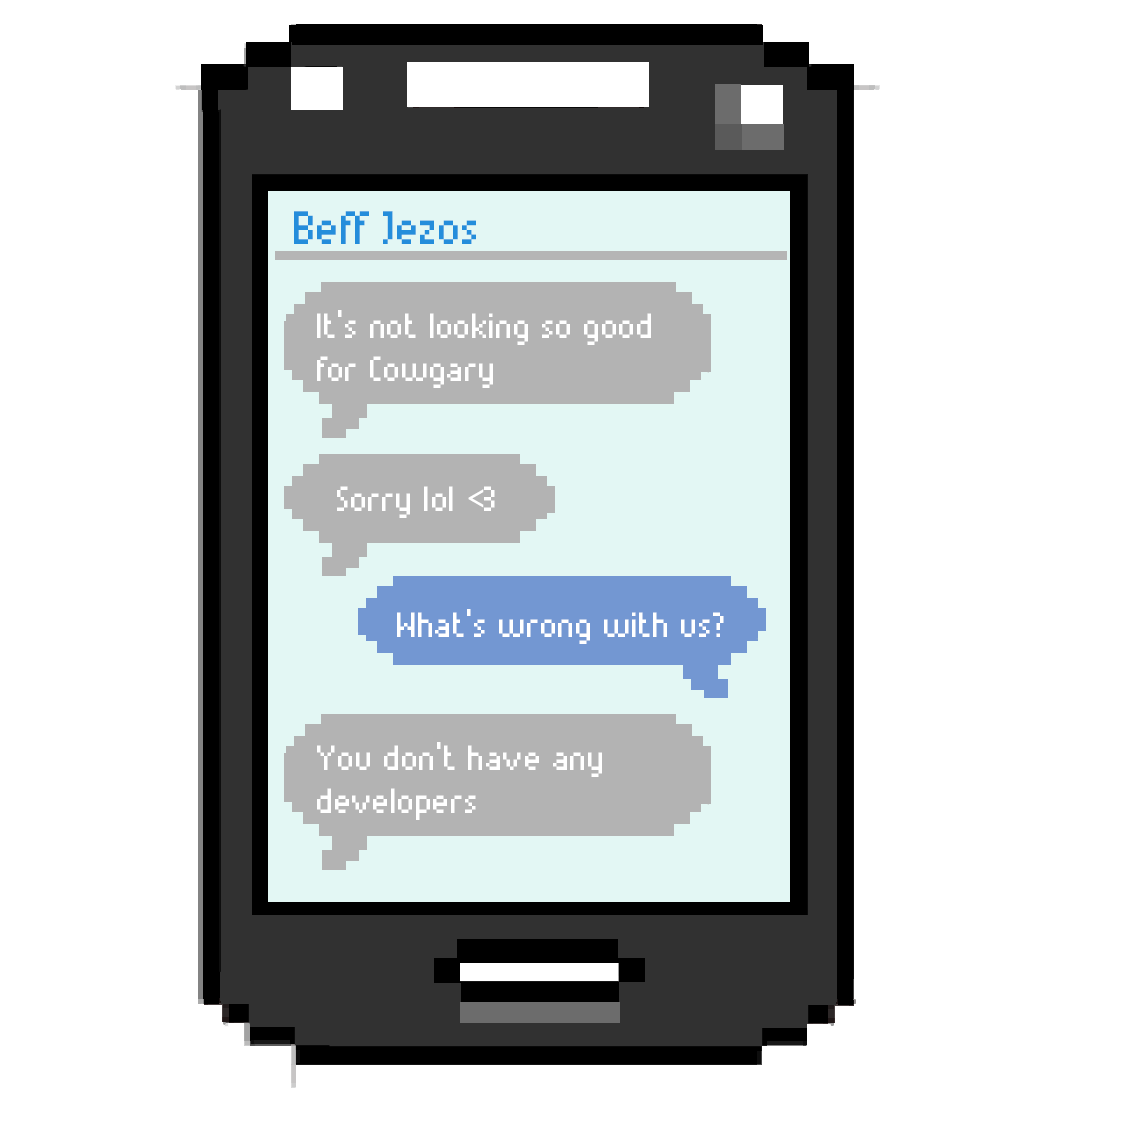 Beff Jezos
It's not looking so good
for Cowgary
Sorry lol <3
What's wrong with us?
You don't have any
developers